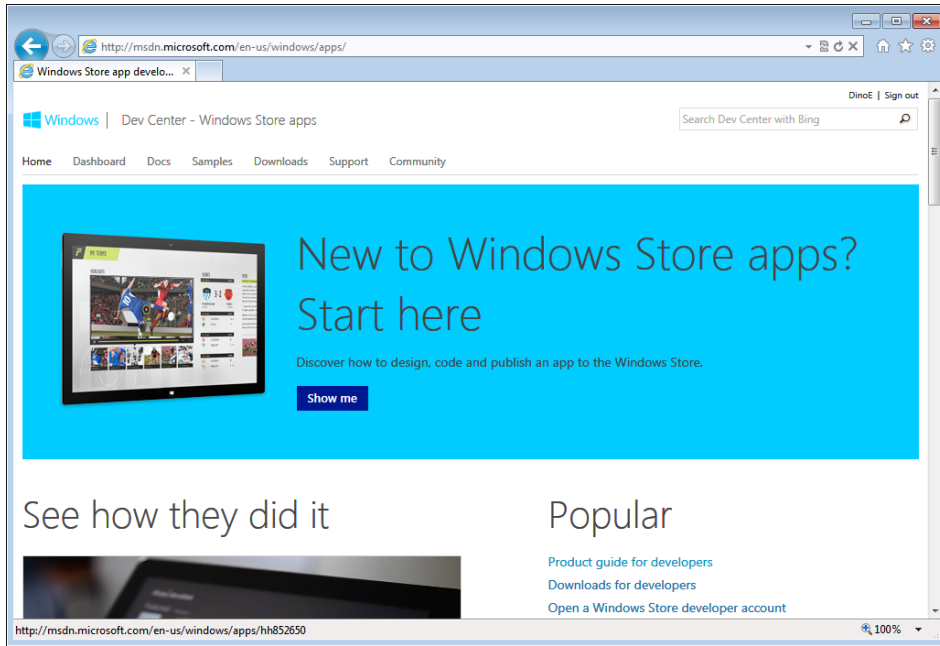 http://msdn.microsoft.com/en-us/windows/apps/
Windows Store app develo...
DinoE | Sign out
Windows | Dev Center - Windows Store apps
Search Dev Center with Bing
Home Dashboard Docs Samples Downloads Support Community
New to Windows Store apps?
Start here
Discover how to design, code and publish an app to the Windows Store.
Show me
MY TEAMS
HIGHLIGHTS
See how they did it
Popular
Product guide for developers
Downloads for developers
Open a Windows Store developer account
http://msdn.microsoft.com/en-us/windows/apps/hh852650
100%